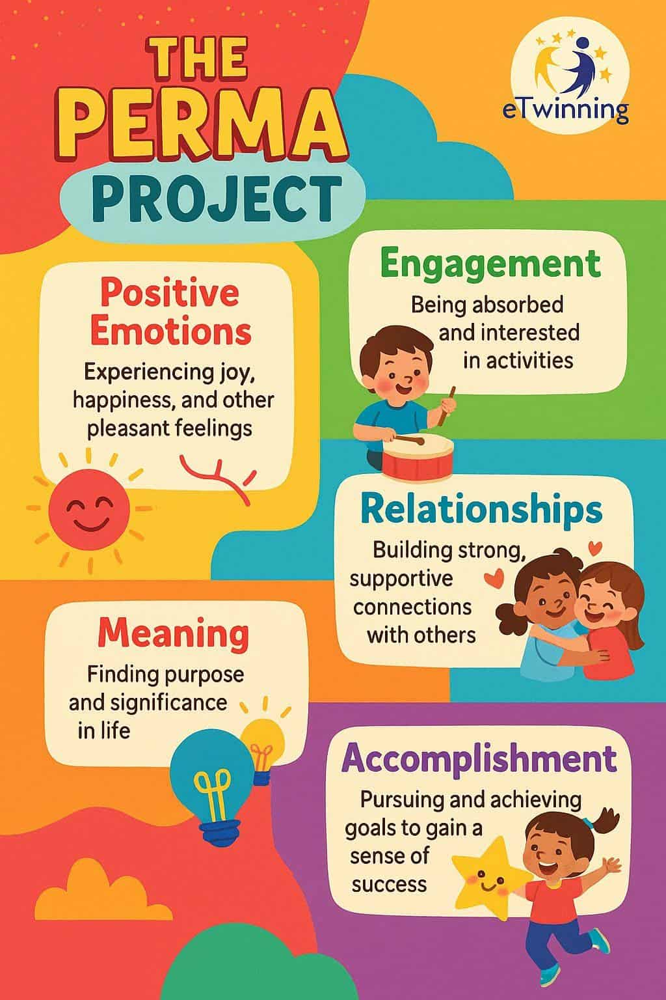 THE
PERMA
PROJECT
eTwinning
Positive
Emotions
Experiencing joy,
happiness, and other
pleasant feelings
Engagement
Being absorbed
and interested
in activities
Relationships
Building strong,
supportive
connections
with others
Meaning
Finding purpose
and significance
in life
Accomplishment
Pursuing and achieving
goals to gain a
sense of
success